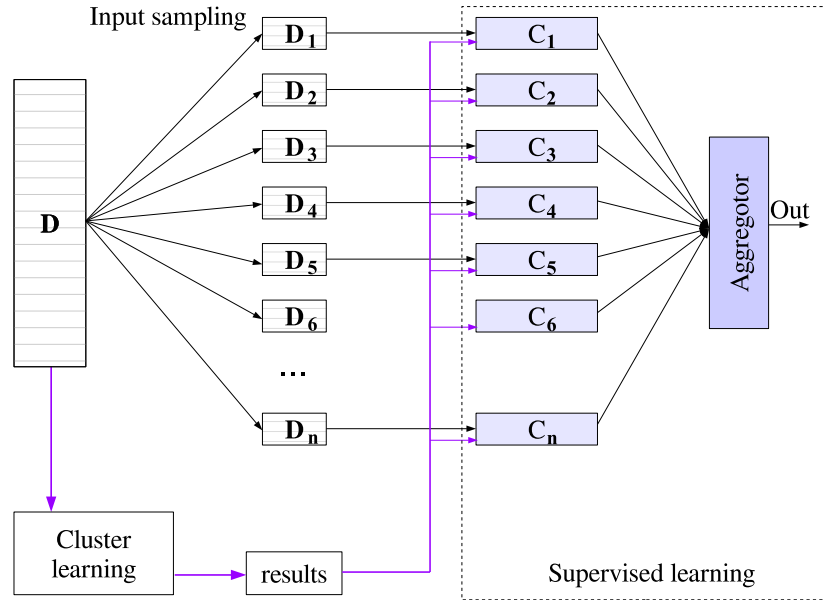 Input sampling
D
D1
D2
D3
D4
D5
D6
...
Dn
C1
C2
C3
C4
C5
C6
Cn
Aggregotor
Out
Cluster
learning
results
Supervised learning